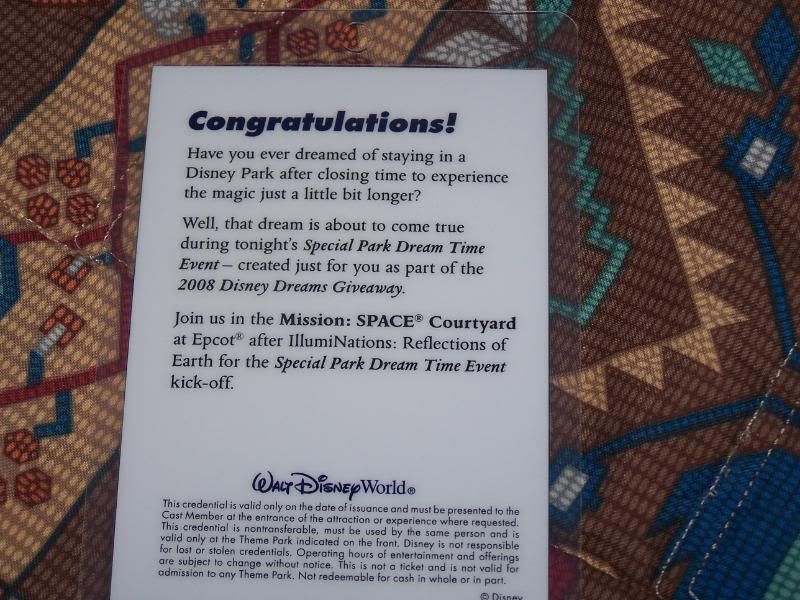 Congratulations!
Have you ever dreamed of staying in a
Disney Park after closing time to experience
the magic just a little bit longer?
Well, that dream is about to come true
during tonight's Special Park Dream Time
Event – created just for you as part of the
2008 Disney Dreams Giveaway.
Join us in the Mission: SPACE® Courtyard
at Epcot® after IllumiNations: Reflections of
Earth for the Special Park Dream Time Event
kick-off.
Walt Disney World®
This credential is valid only on the date of issuance and must be presented to the
Cast Member at the entrance of the attraction or experience where requested.
This credential is nontransferable, must be used by the same person and is
valid only at the Theme Park indicated on the front. Disney is not responsible
for lost or stolen credentials. Operating hours of entertainment and offerings
are subject to change without notice. This is not a ticket and is not valid for
admission to any Theme Park. Not redeemable for cash in whole or in part.
© Disney